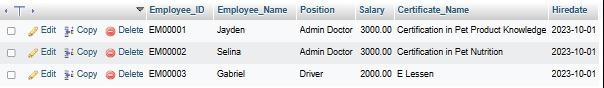 Employee_ID Employee_Name Position Salary Certificate_Name Hiredate
Edit Copy Delete EM00001 Jayden Admin Doctor 3000.00 Certification in Pet Product Knowledge 2023-10-01
Edit Copy Delete EM00002 Selina Admin Doctor 3000.00 Certification in Pet Nutrition 2023-10-01
Edit Copy Delete EM00003 Gabriel Driver 2000.00 E Lessen 2023-10-01